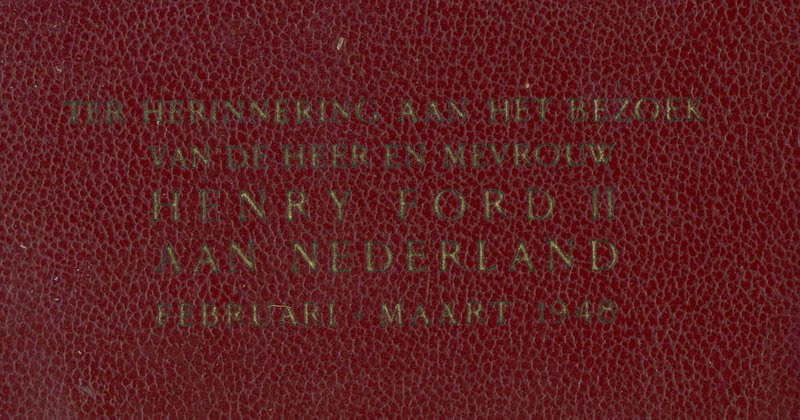 TER HERINNERING AAN HET BEZOEK
VAN DE HEER EN MEVROUW
HENRY FORD II
AAN NEDERLAND
FEBRUARI - MAART 1948